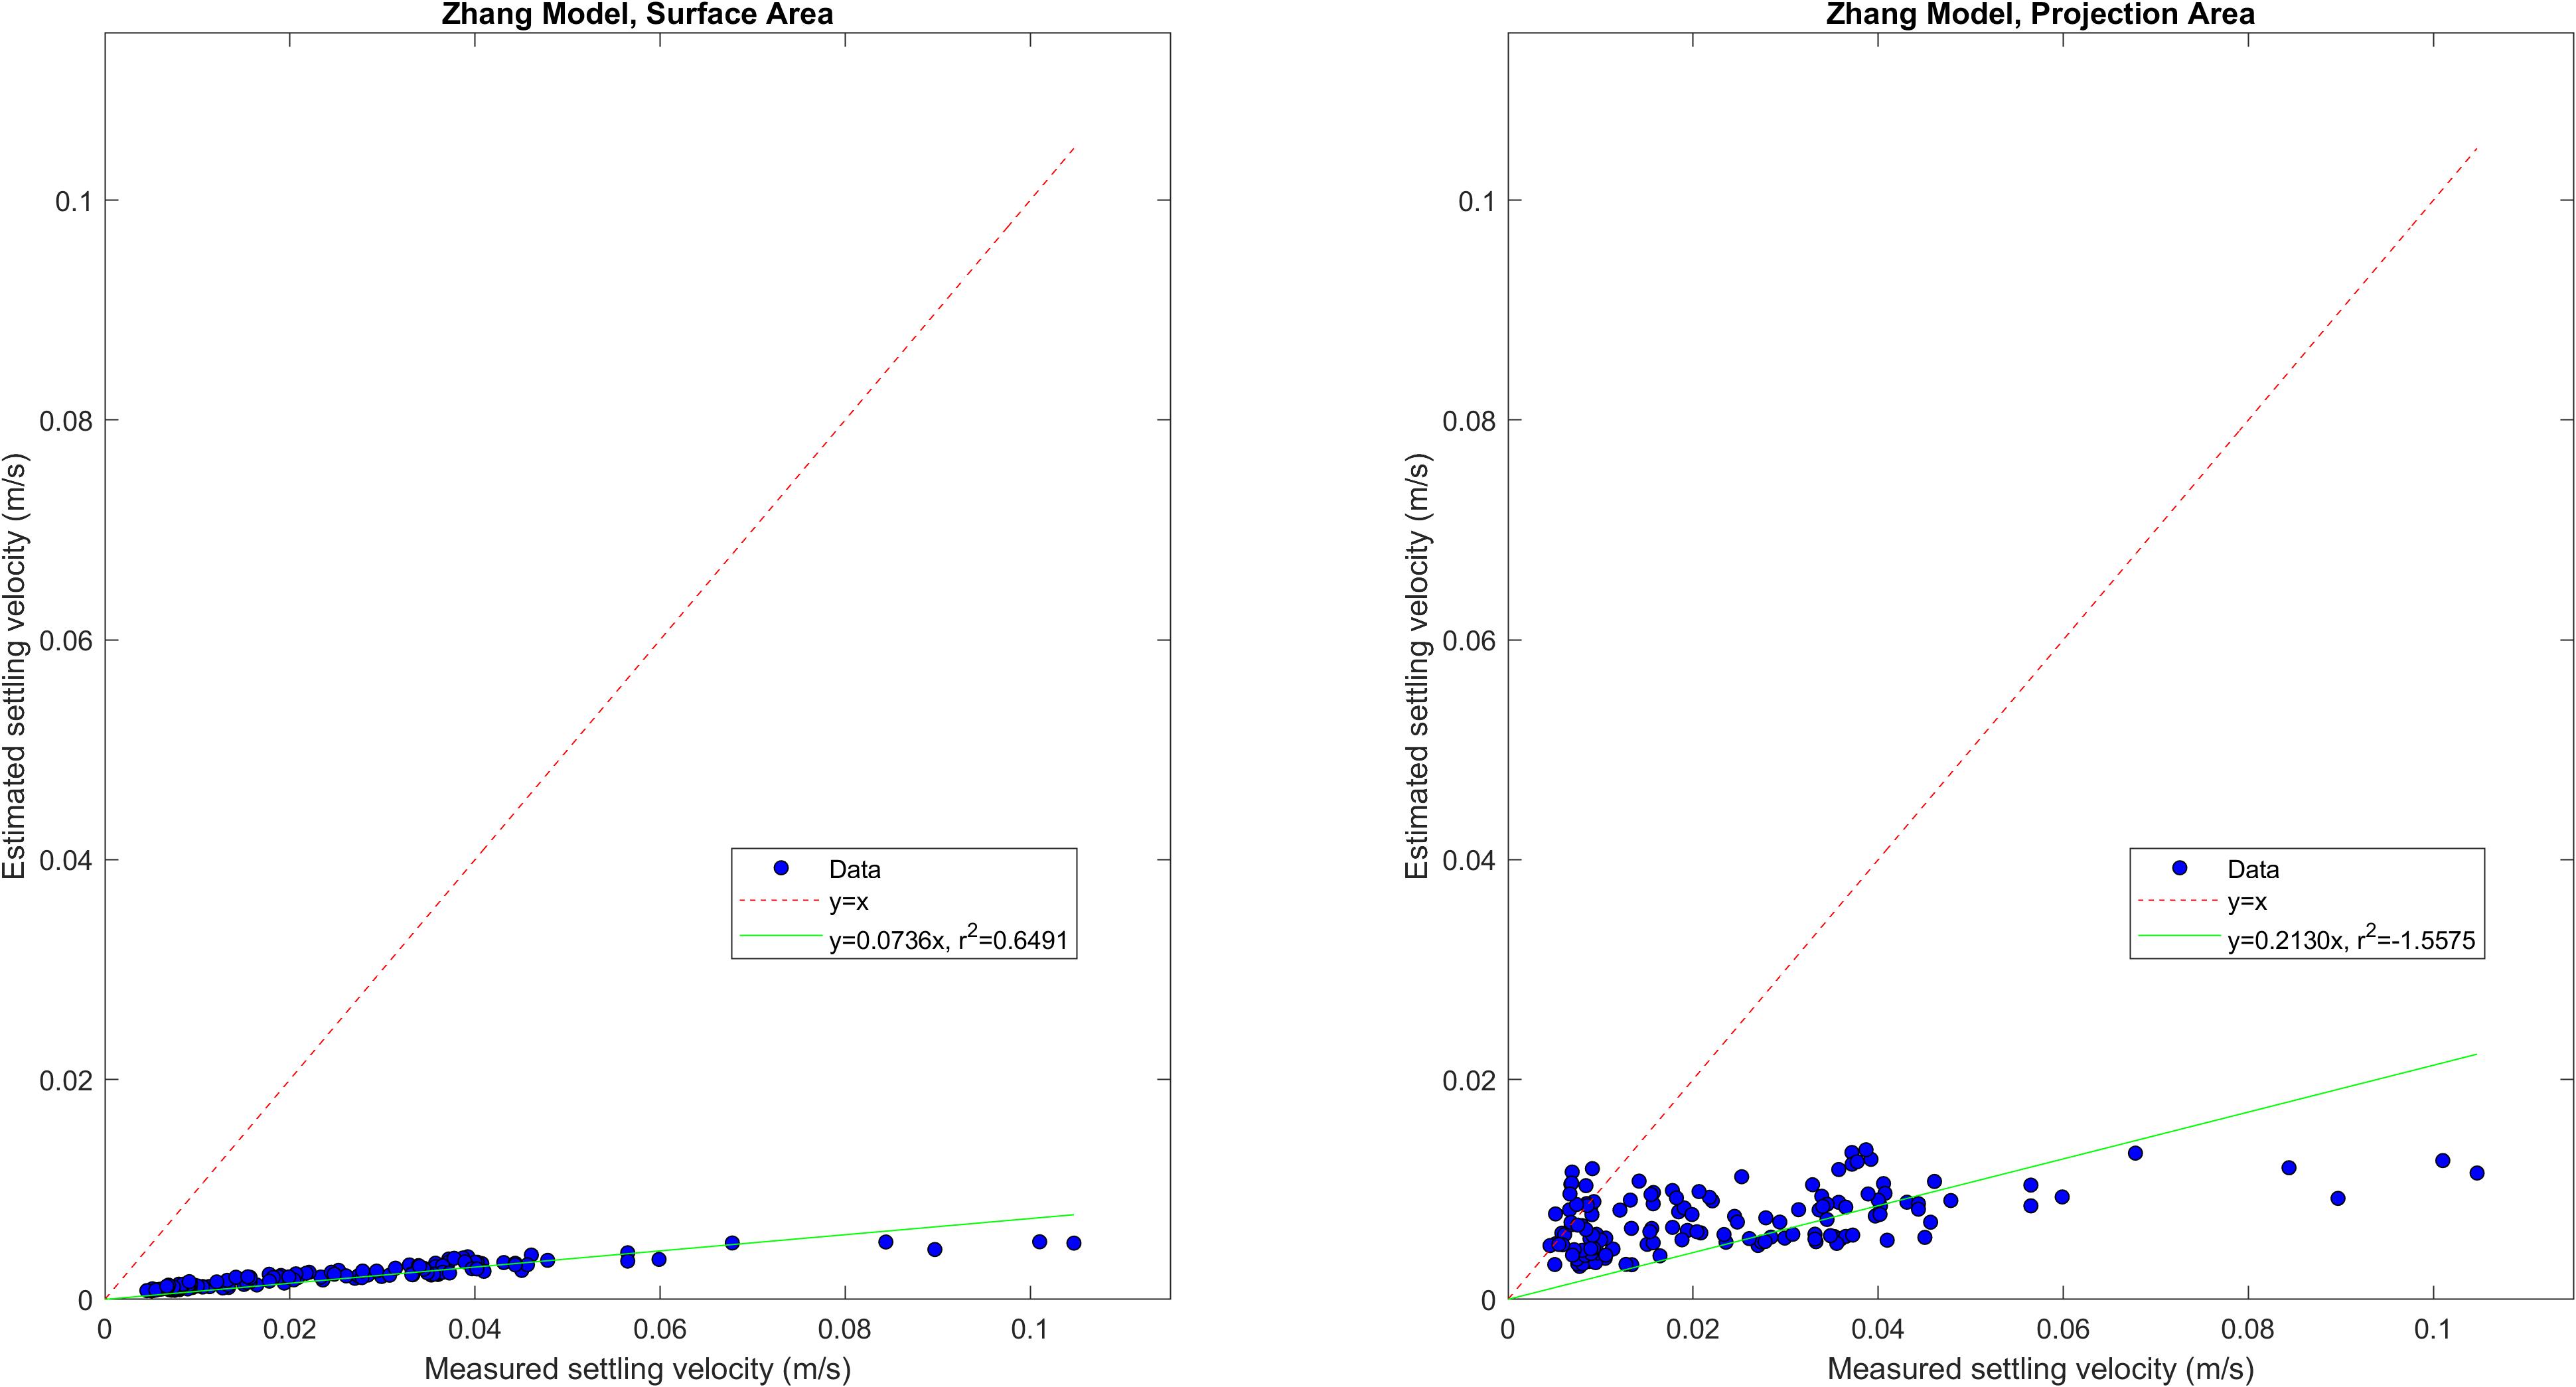 Zhang Model, Surface Area
Estimated settling velocity (m/s)
0.1
0.08
0.06
0.04
0.02
0
0
0.02
0.04
0.06
0.08
0.1
Measured settling velocity (m/s)
Data
y=x
y=0.0736x, r²=0.6491
Zhang Model, Projection Area
Estimated settling velocity (m/s)
0.1
0.08
0.06
0.04
0.02
0
0
0.02
0.04
0.06
0.08
0.1
Measured settling velocity (m/s)
Data
y=x
y=0.2130x, r²=-1.5575